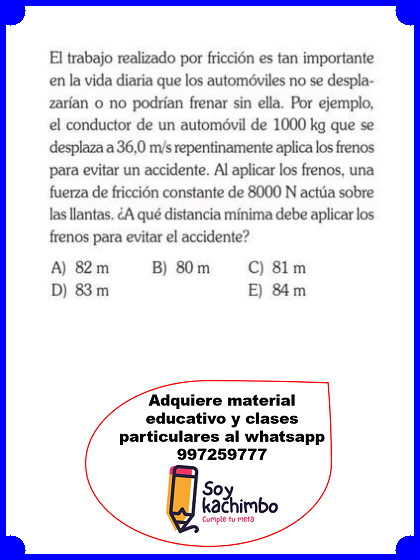 El trabajo realizado por fricción es tan importante
en la vida diaria que los automóviles no se despla-
zarían o no podrían frenar sin ella. Por ejemplo,
el conductor de un automóvil de 1000 kg que se
desplaza a 36,0 m/s repentinamente aplica los frenos
para evitar un accidente. Al aplicar los frenos, una
fuerza de fricción constante de 8000 N actúa sobre
las llantas. ¿A qué distancia mínima debe aplicar los
frenos para evitar el accidente?
A) 82 m B) 80 m C) 81 m
D) 83 m E) 84 m
Adquiere material
educativo y clases
particulares al whatsapp
997259777
Soy
kachimbo
Cumple tu meta